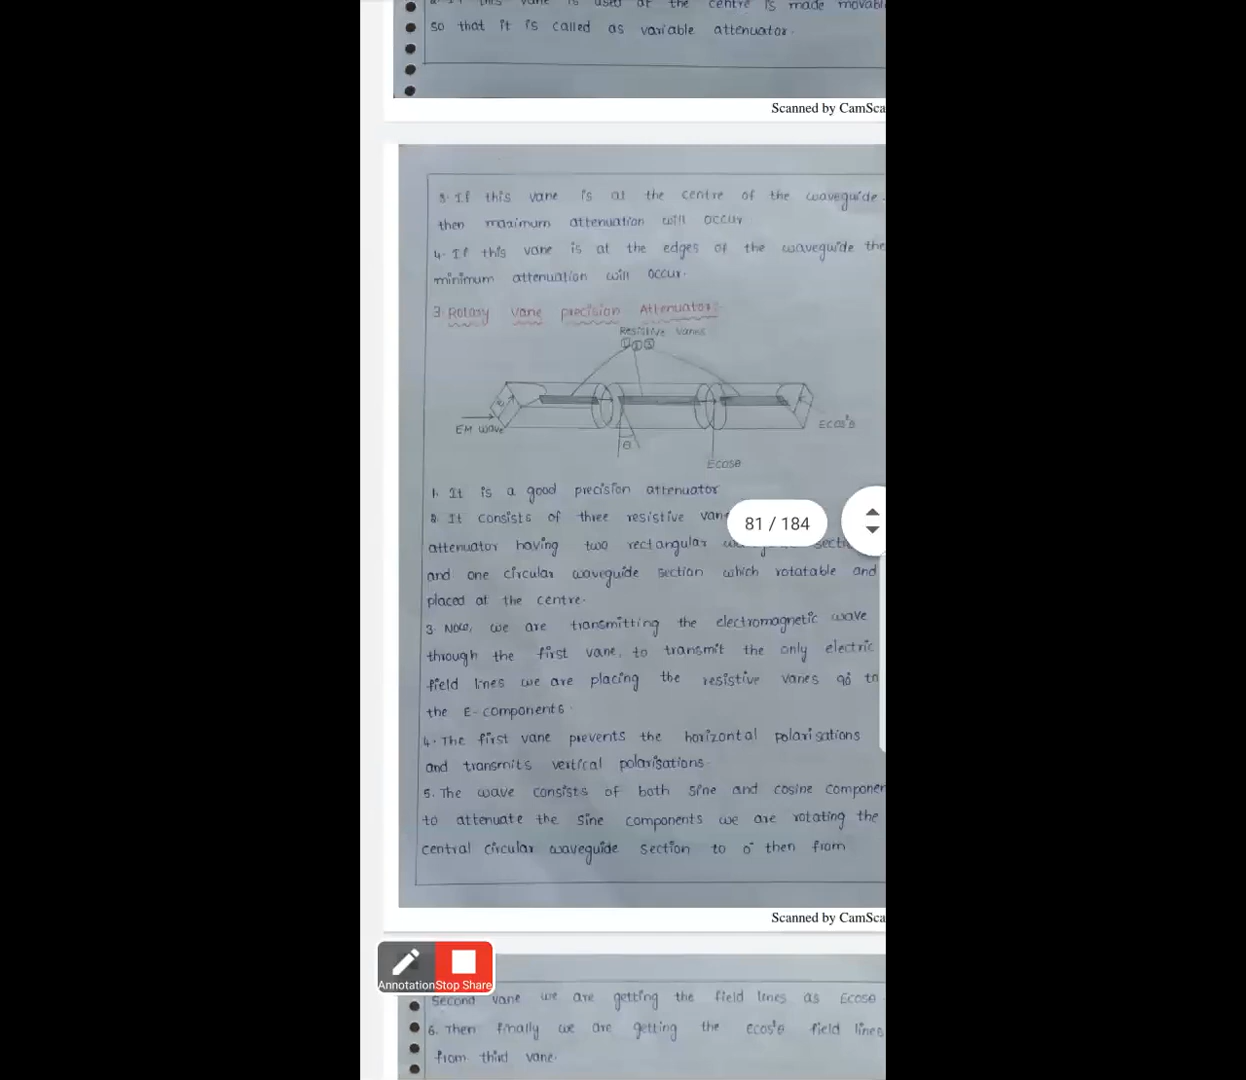 so that it is called as variable attenuator.
Scanned by CamSca
3. If this vane is at the centre of the waveguide.
then maximum attenuation will occur
4. If this vane is at the edges of the waveguide the
minimum attenuation will occur.
3 Rotary vane precision Attenuator:
Resistive vanes
① ② ③
E
EM wave
θ
Ecosθ
Ecos²θ
1. It is a good precision attenuator
2. It consists of three resistive van
81 / 184
attenuator having two rectangular secti
and one circular waveguide section which rotatable and
placed at the centre.
3. Now, we are transmitting the electromagnetic wave
through the first vane, to transmit the only electric
field lines we are placing the resistive vanes 90 to
the E-components.
4. The first vane prevents the horizontal polarisations
and transmits vertical polarisations.
5. The wave consists of both sine and cosine componen
to attenuate the sine components we are rotating the
central circular waveguide section to θ° then from
Scanned by CamSca
Annotation Stop Share
Second vane we are getting the field lines as Ecosθ.
6. Then finally we are getting the Ecos²θ field lines
from third vane.